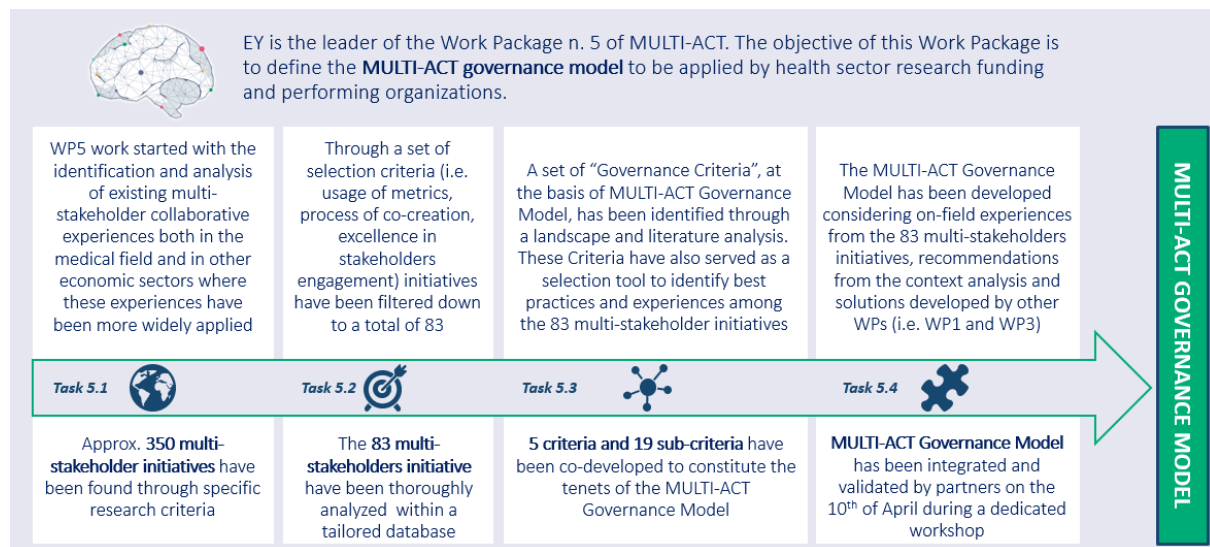 EY is the leader of the Work Package n. 5 of MULTI-ACT. The objective of this Work Package is
to define the MULTI-ACT governance model to be applied by health sector research funding
and performing organizations.
WP5 work started with the
identification and analysis
of existing multi-
stakeholder collaborative
experiences both in the
medical field and in other
economic sectors where
these experiences have
been more widely applied
Through a set of
selection criteria (i.e.
usage of metrics,
process of co-creation,
excellence in
stakeholders
engagement) initiatives
have been filtered down
to a total of 83
A set of “Governance Criteria”, at
the basis of MULTI-ACT Governance
Model, has been identified through
a landscape and literature analysis.
These Criteria have also served as a
selection tool to identify best
practices and experiences among
the 83 multi-stakeholder initiatives
The MULTI-ACT Governance
Model has been developed
considering on-field experiences
from the 83 multi-stakeholders
initiatives, recommendations
from the context analysis and
solutions developed by other
WPs (i.e. WP1 and WP3)
Task 5.1
Task 5.2
Task 5.3
Task 5.4
Approx. 350 multi-
stakeholder initiatives have
been found through specific
research criteria
The 83 multi-
stakeholders initiative
have been thoroughly
analyzed within a
tailored database
5 criteria and 19 sub-criteria have
been co-developed to constitute the
tenets of the MULTI-ACT
Governance Model
MULTI-ACT Governance Model
has been integrated and
validated by partners on the
10th of April during a dedicated
workshop
MULTI-ACT GOVERNANCE MODEL